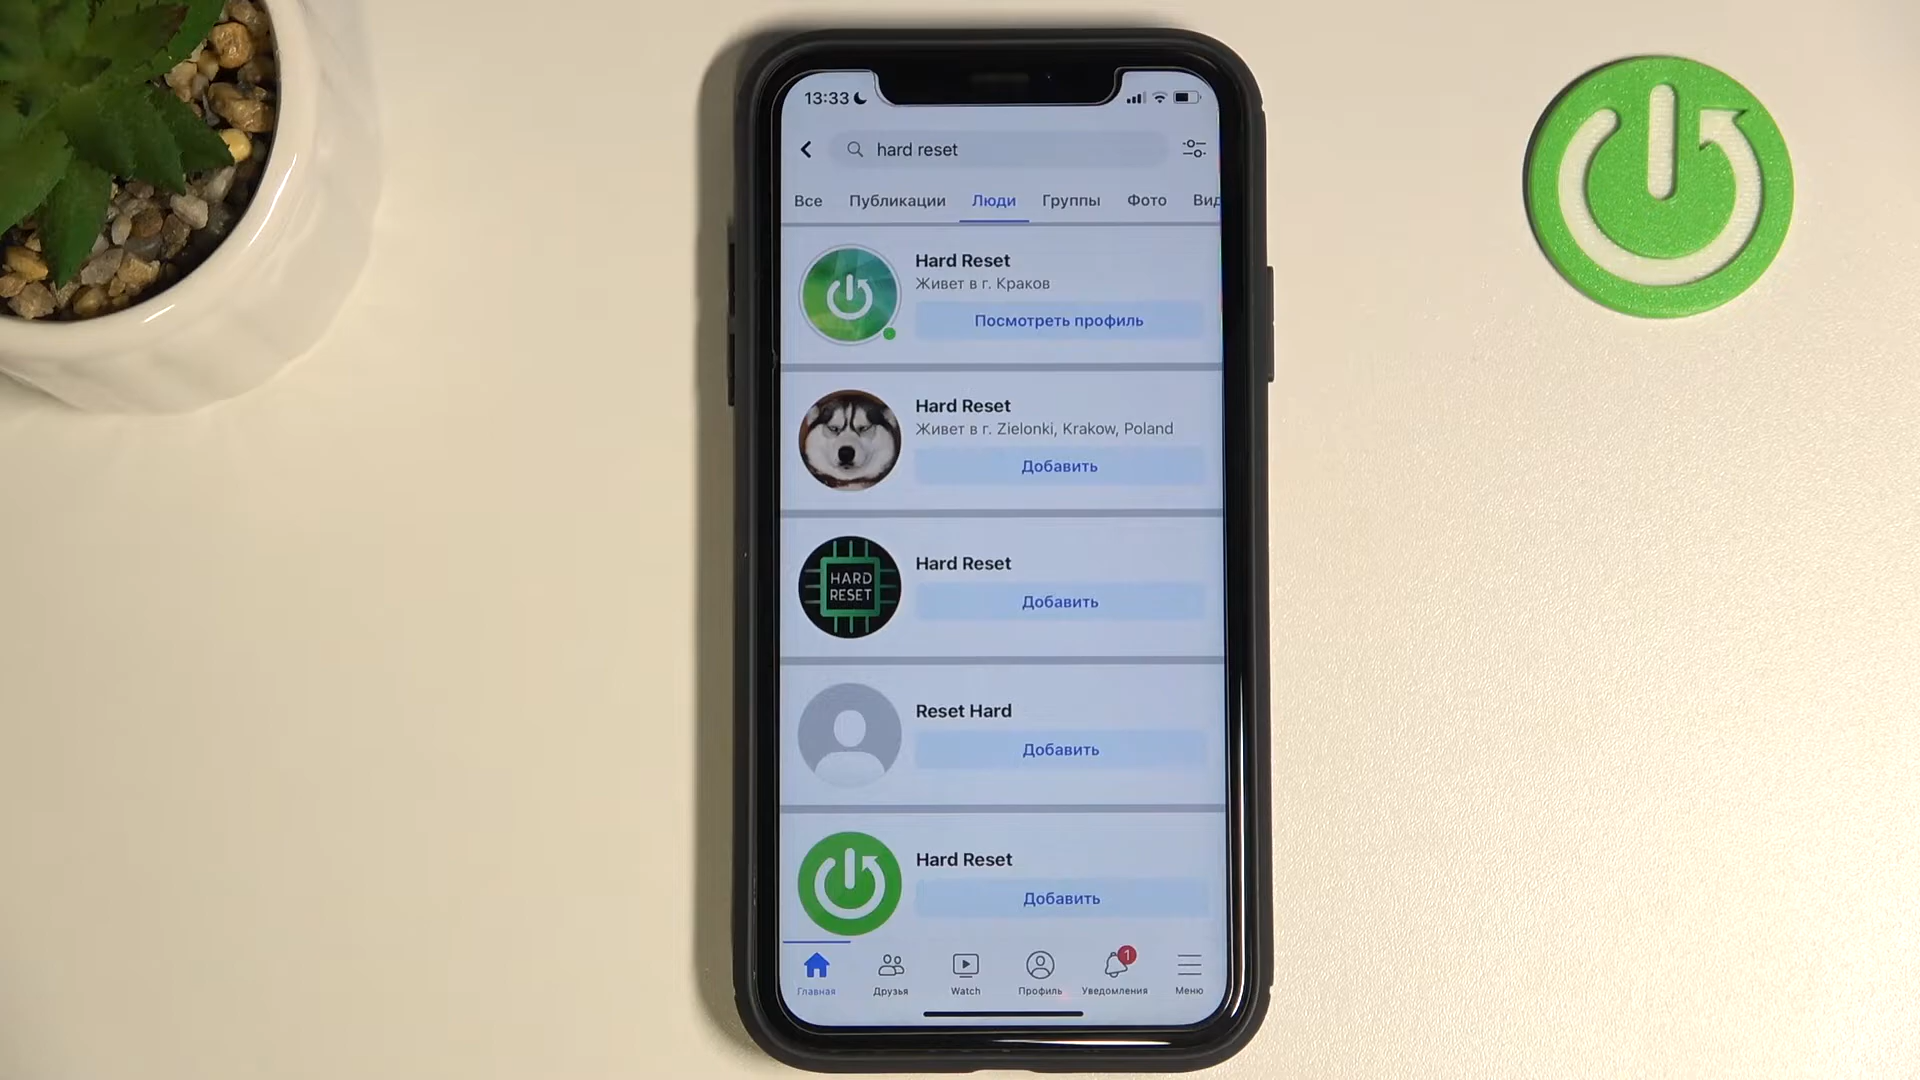 13:33
hard reset
Все Публикации Люди Группы Фото Вид
Hard Reset
Живет в г. Краков
Посмотреть профиль
Hard Reset
Живет в г. Zielonki, Krakow, Poland
Добавить
HARD
RESET
Hard Reset
Добавить
Reset Hard
Добавить
Hard Reset
Добавить
1
Главная Друзья Watch Профиль Уведомления Меню